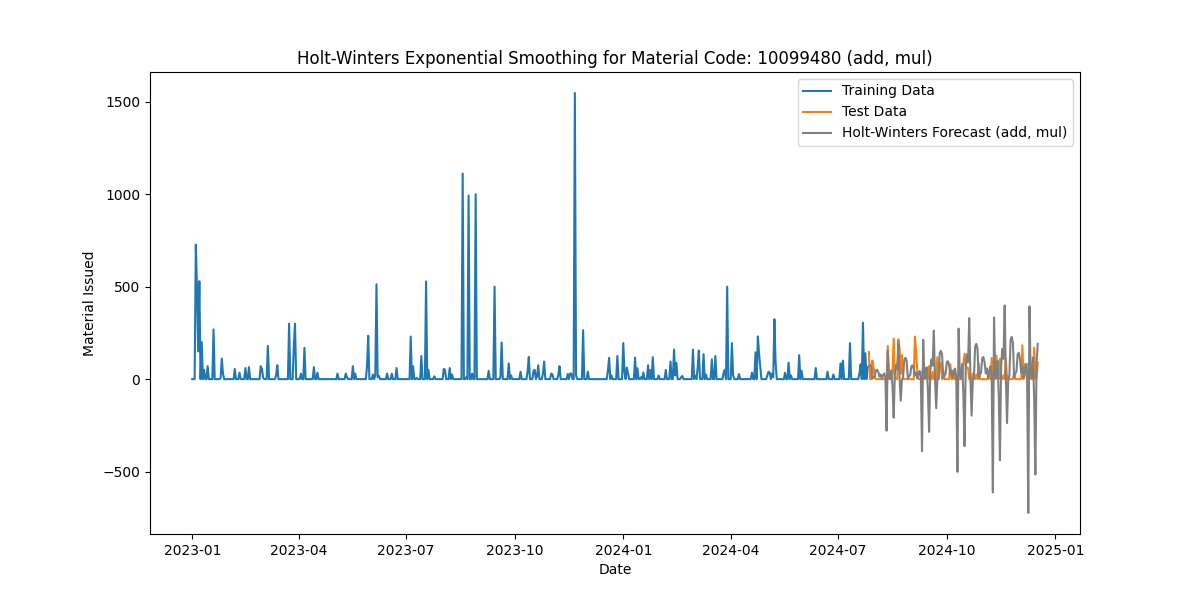 Holt-Winters Exponential Smoothing for Material Code: 10099480 (add, mul)
Training Data
Test Data
Holt-Winters Forecast (add, mul)
Material Issued
1500
1000
500
0
−500
2023-01 2023-04 2023-07 2023-10 2024-01 2024-04 2024-07 2024-10 2025-01
Date